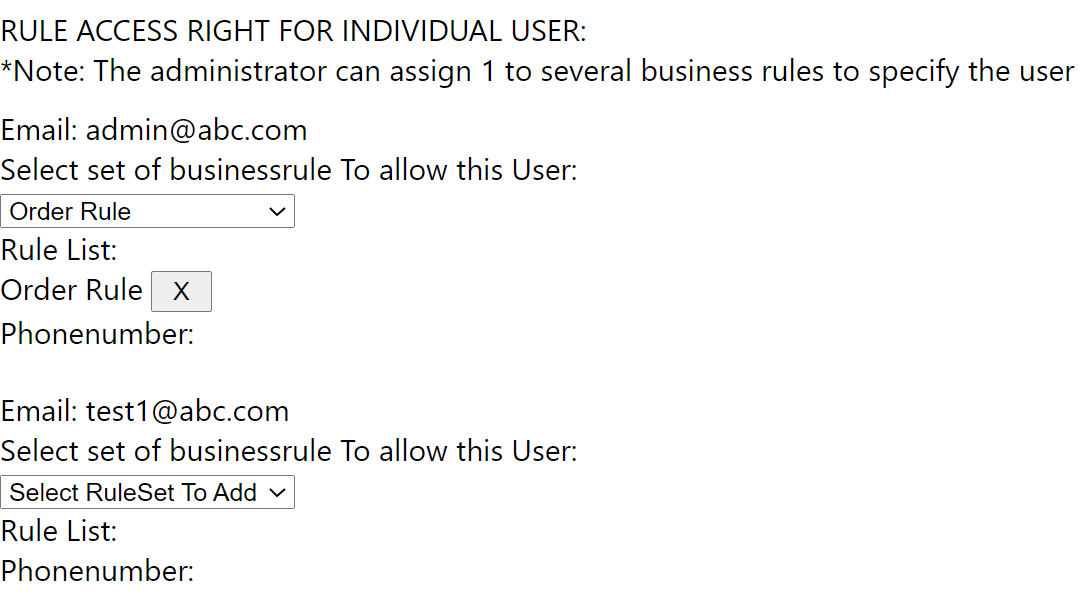 RULE ACCESS RIGHT FOR INDIVIDUAL USER:
*Note: The administrator can assign 1 to several business rules to specify the user
Email: admin@abc.com
Select set of businessrule To allow this User:
Order Rule
Rule List:
Order Rule X
Phonenumber:
Email: test1@abc.com
Select set of businessrule To allow this User:
Select RuleSet To Add
Rule List:
Phonenumber: